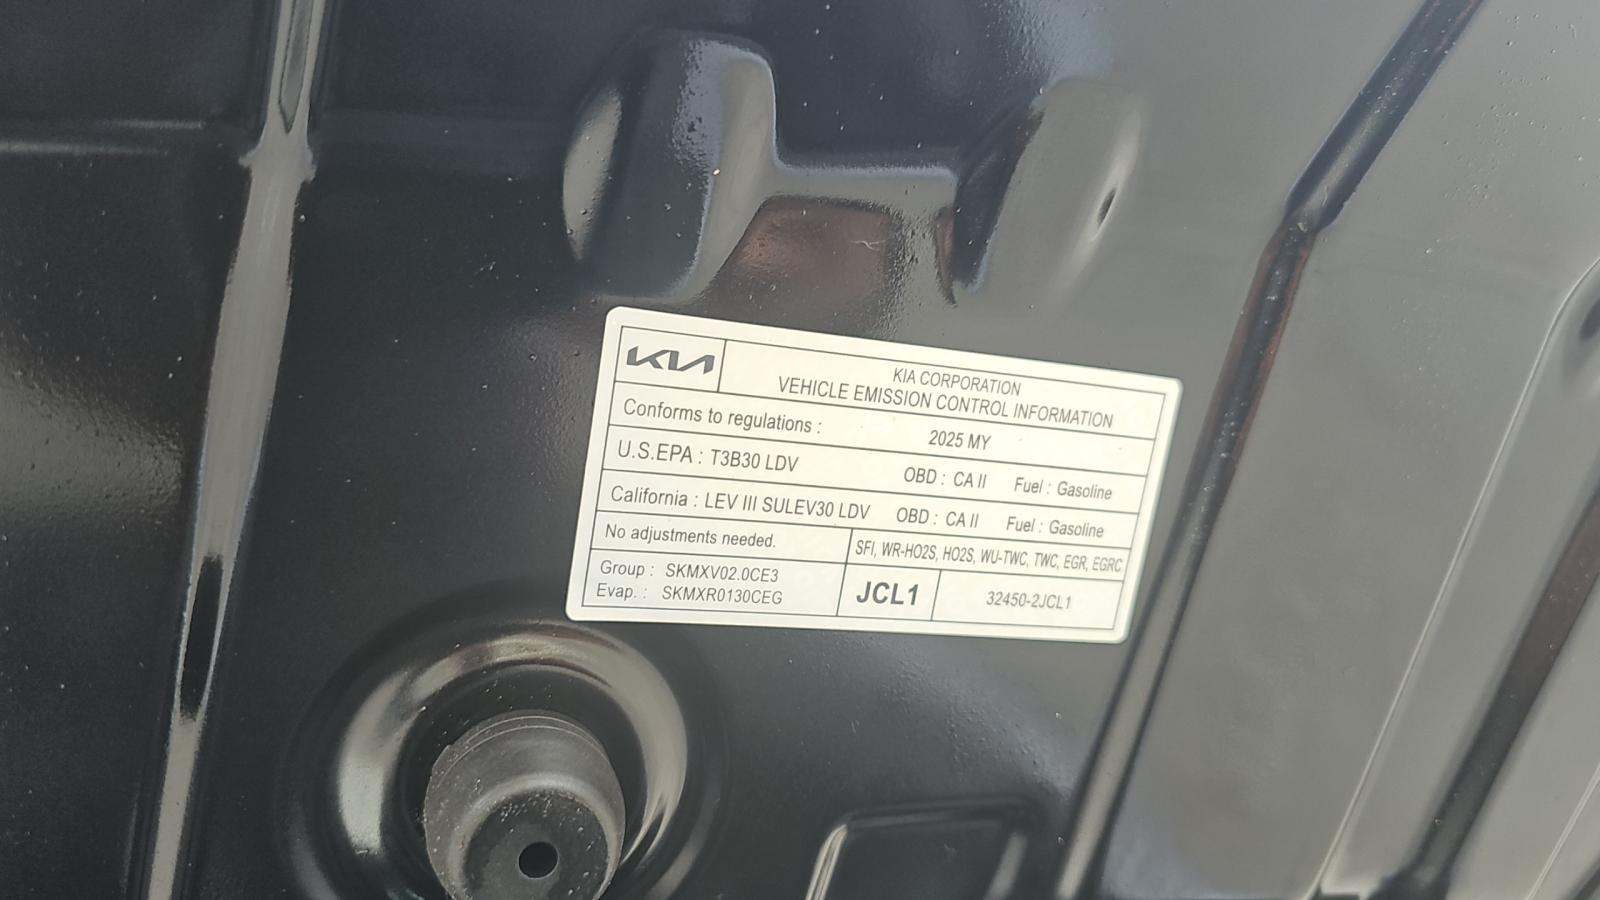 KIA
KIA CORPORATION
VEHICLE EMISSION CONTROL INFORMATION
Conforms to regulations : 2025 MY
U.S.EPA : T3B30 LDV OBD : CA II Fuel : Gasoline
California : LEV III SULEV30 LDV OBD : CA II Fuel : Gasoline
No adjustments needed. SFI, WR-HO2S, HO2S, WU-TWC, TWC, EGR, EGRC
Group : SKMXV02.0CE3
Evap. : SKMXR0130CEG
JCL1
32450-2JCL1